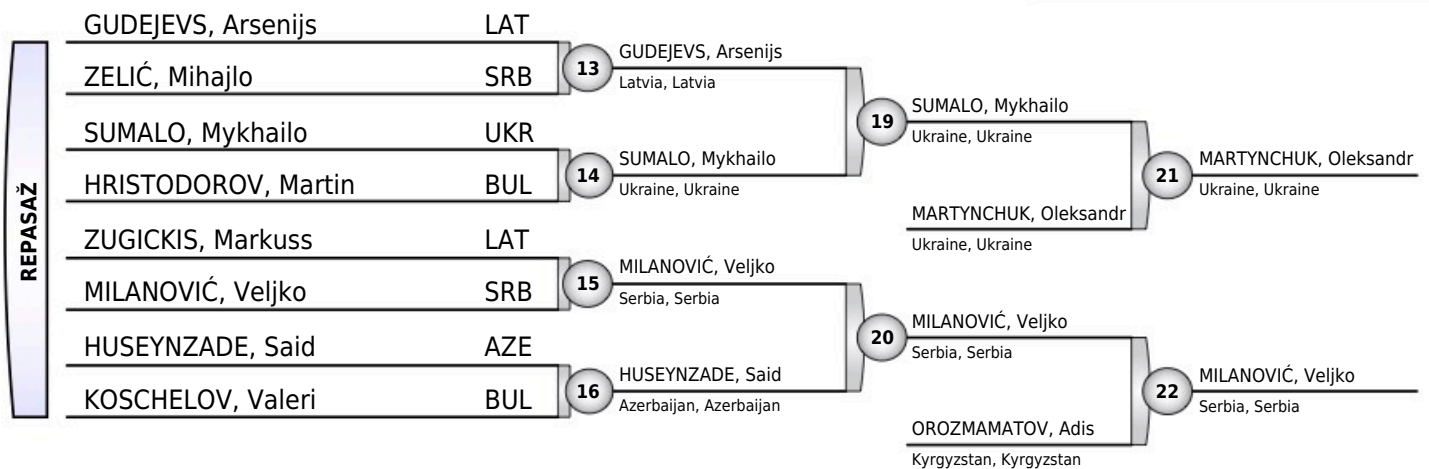 REPASAŽ
GUDEJEVS, Arsenijs LAT
ZELIĆ, Mihajlo SRB
SUMALO, Mykhailo UKR
HRISTODOROV, Martin BUL
ZUGICKIS, Markuss LAT
MILANOVIĆ, Veljko SRB
HUSEYNZADE, Said AZE
KOSCHELOV, Valeri BUL
13
GUDEJEVS, Arsenijs
Latvia, Latvia
14
SUMALO, Mykhailo
Ukraine, Ukraine
15
MILANOVIĆ, Veljko
Serbia, Serbia
16
HUSEYNZADE, Said
Azerbaijan, Azerbaijan
19
SUMALO, Mykhailo
Ukraine, Ukraine
MARTYNCHUK, Oleksandr
Ukraine, Ukraine
20
MILANOVIĆ, Veljko
Serbia, Serbia
OROZMAMATOV, Adis
Kyrgyzstan, Kyrgyzstan
21
MARTYNCHUK, Oleksandr
Ukraine, Ukraine
22
MILANOVIĆ, Veljko
Serbia, Serbia